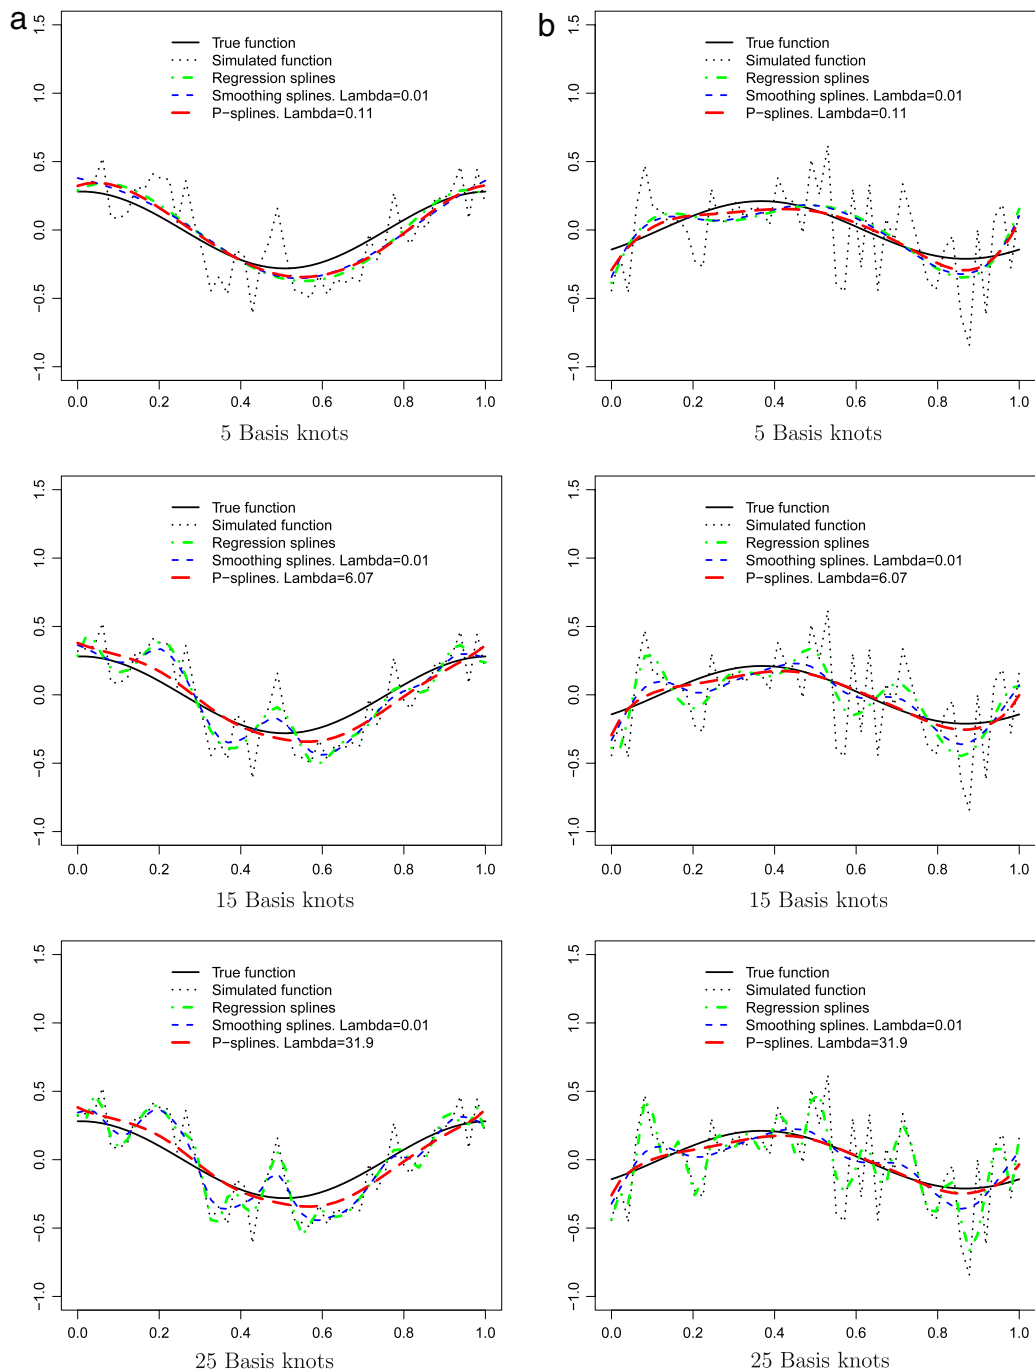 a
1.5
1.0
0.5
0.0
−0.5
−1.0
True function
Simulated function
Regression splines
Smoothing splines. Lambda=0.01
P−splines. Lambda=0.11
0.0 0.2 0.4 0.6 0.8 1.0
5 Basis knots
b
1.5
1.0
0.5
0.0
−0.5
−1.0
True function
Simulated function
Regression splines
Smoothing splines. Lambda=0.01
P−splines. Lambda=0.11
0.0 0.2 0.4 0.6 0.8 1.0
5 Basis knots
1.5
1.0
0.5
0.0
−0.5
−1.0
True function
Simulated function
Regression splines
Smoothing splines. Lambda=0.01
P−splines. Lambda=6.07
0.0 0.2 0.4 0.6 0.8 1.0
15 Basis knots
1.5
1.0
0.5
0.0
−0.5
−1.0
True function
Simulated function
Regression splines
Smoothing splines. Lambda=0.01
P−splines. Lambda=6.07
0.0 0.2 0.4 0.6 0.8 1.0
15 Basis knots
1.5
1.0
0.5
0.0
−0.5
−1.0
True function
Simulated function
Regression splines
Smoothing splines. Lambda=0.01
P−splines. Lambda=31.9
0.0 0.2 0.4 0.6 0.8 1.0
25 Basis knots
1.5
1.0
0.5
0.0
−0.5
−1.0
True function
Simulated function
Regression splines
Smoothing splines. Lambda=0.01
P−splines. Lambda=31.9
0.0 0.2 0.4 0.6 0.8 1.0
25 Basis knots